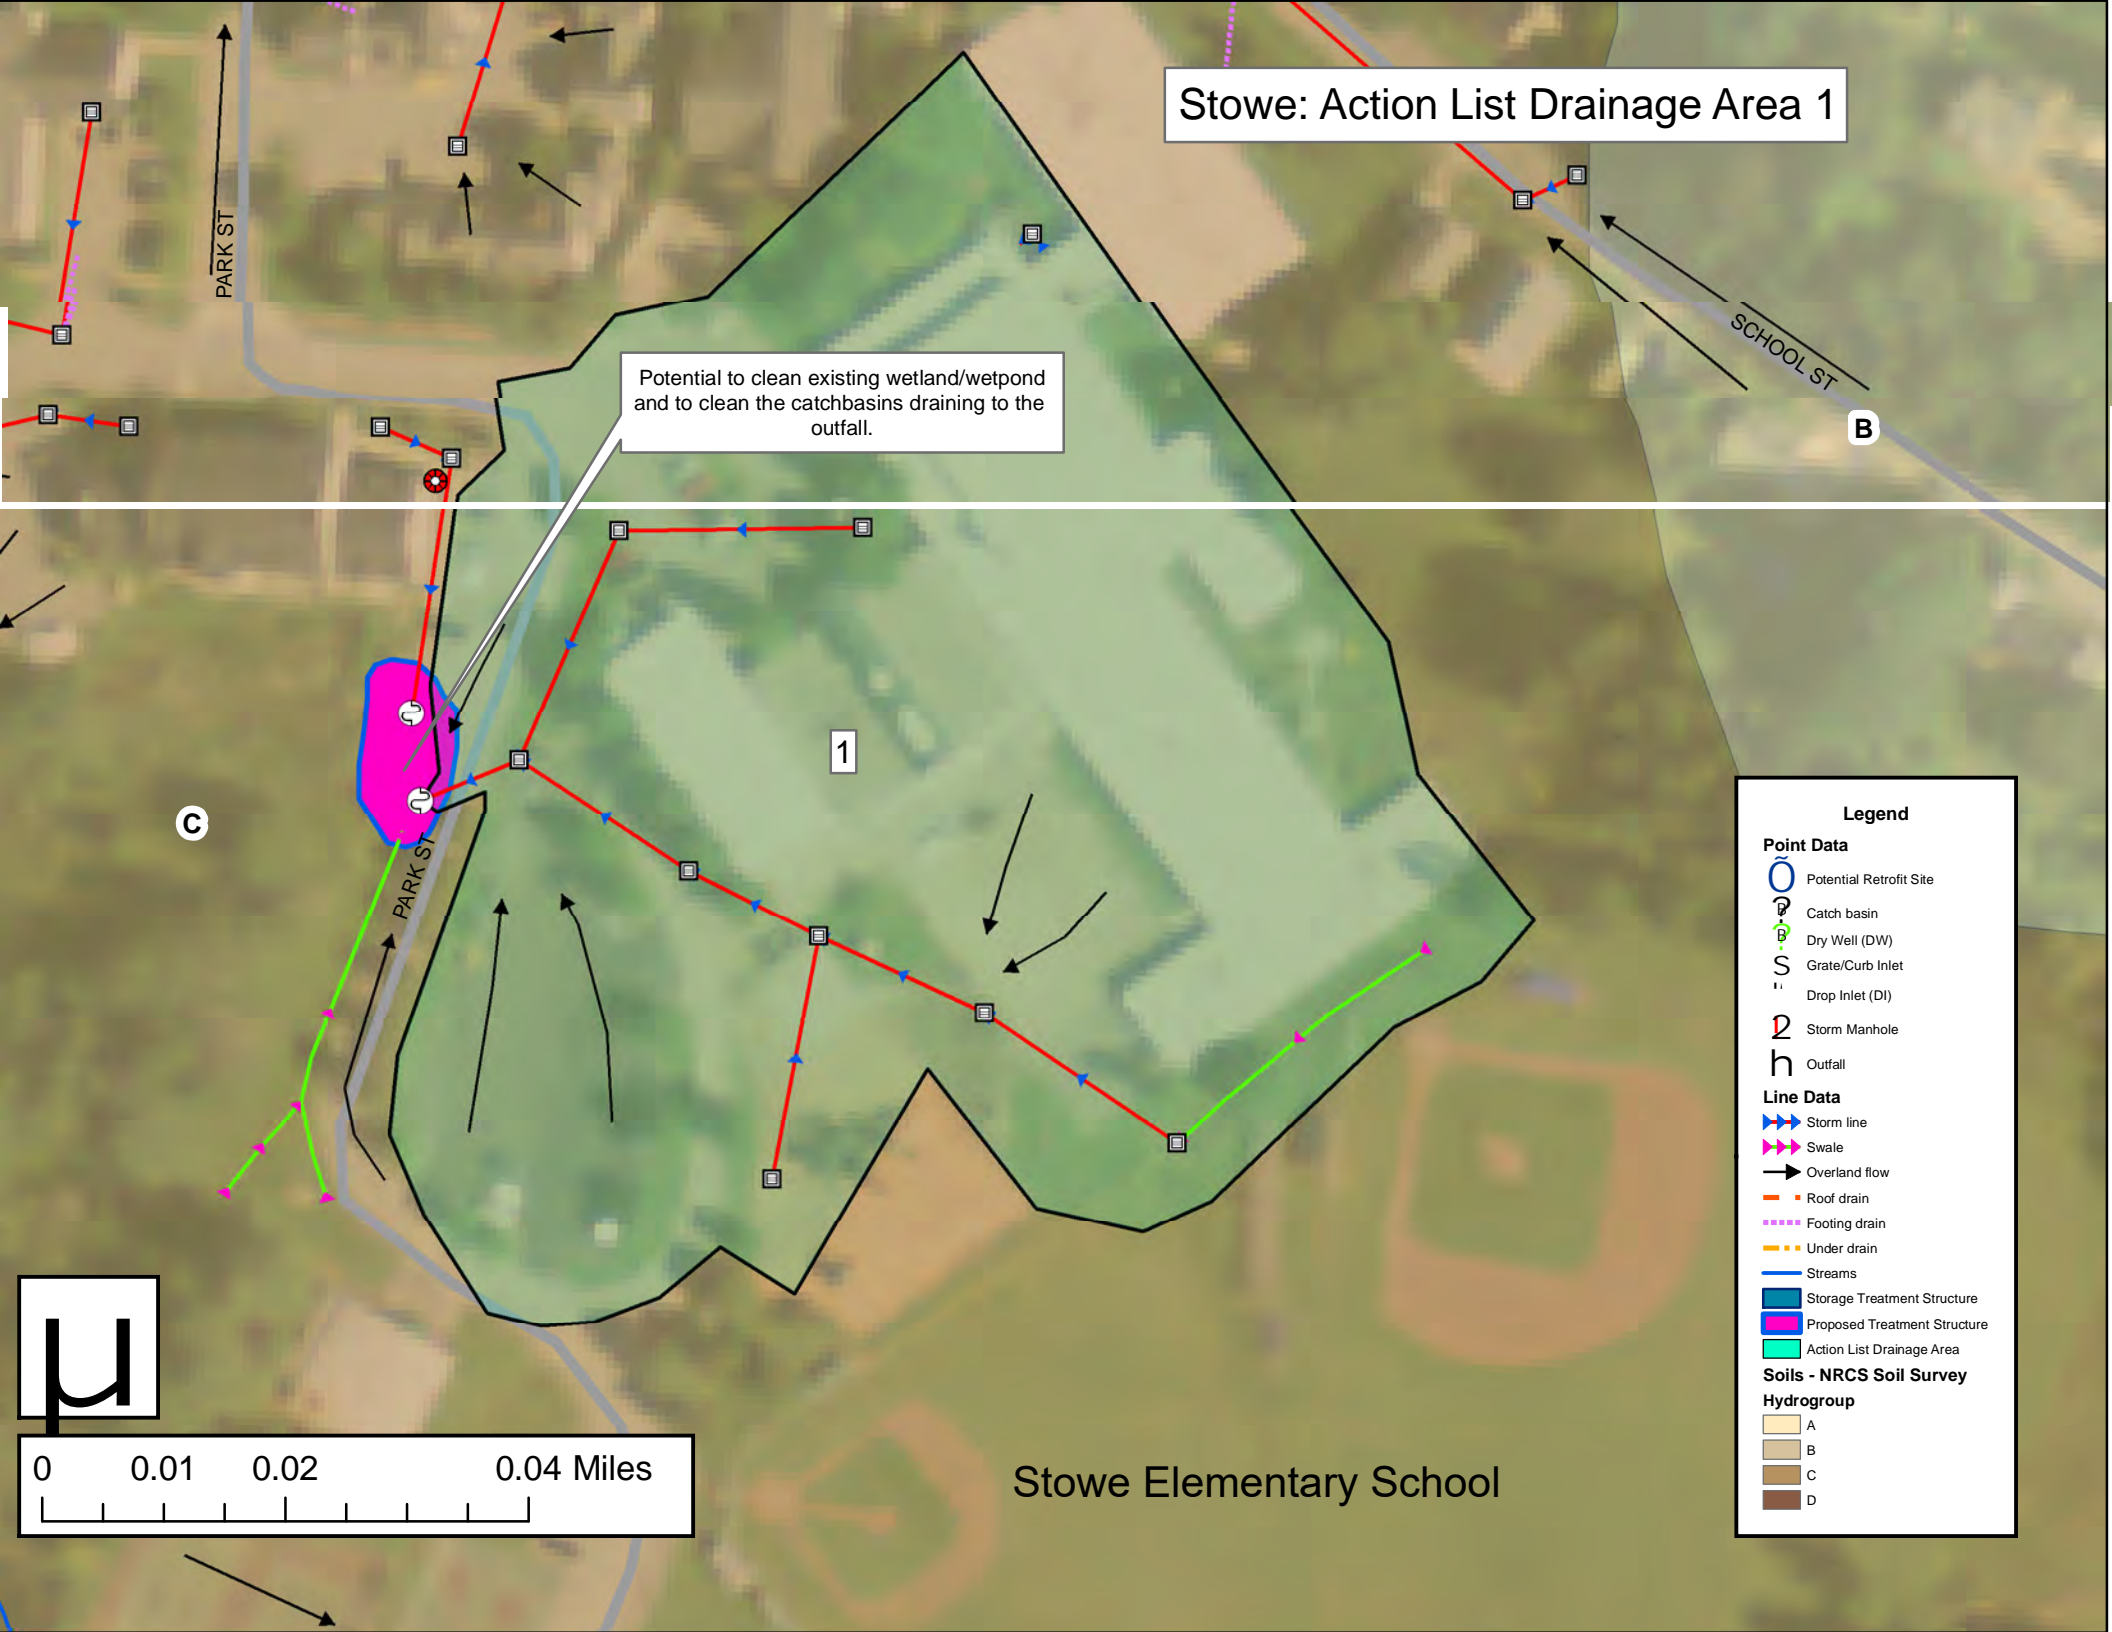 Stowe: Action List Drainage Area 1
PARK ST
SCHOOL ST
Potential to clean existing wetland/wetpond
and to clean the catchbasins draining to the
outfall.
B
1
C
PARK ST
Legend
Point Data
Õ Potential Retrofit Site
Catch basin
Dry Well (DW)
S Grate/Curb Inlet
" Drop Inlet (DI)
2 Storm Manhole
h Outfall
Line Data
Storm line
Swale
Overland flow
Roof drain
Footing drain
Under drain
Streams
Storage Treatment Structure
Proposed Treatment Structure
Action List Drainage Area
Soils - NRCS Soil Survey
Hydrogroup
A
B
C
D
µ
0 0.01 0.02 0.04 Miles
Stowe Elementary School